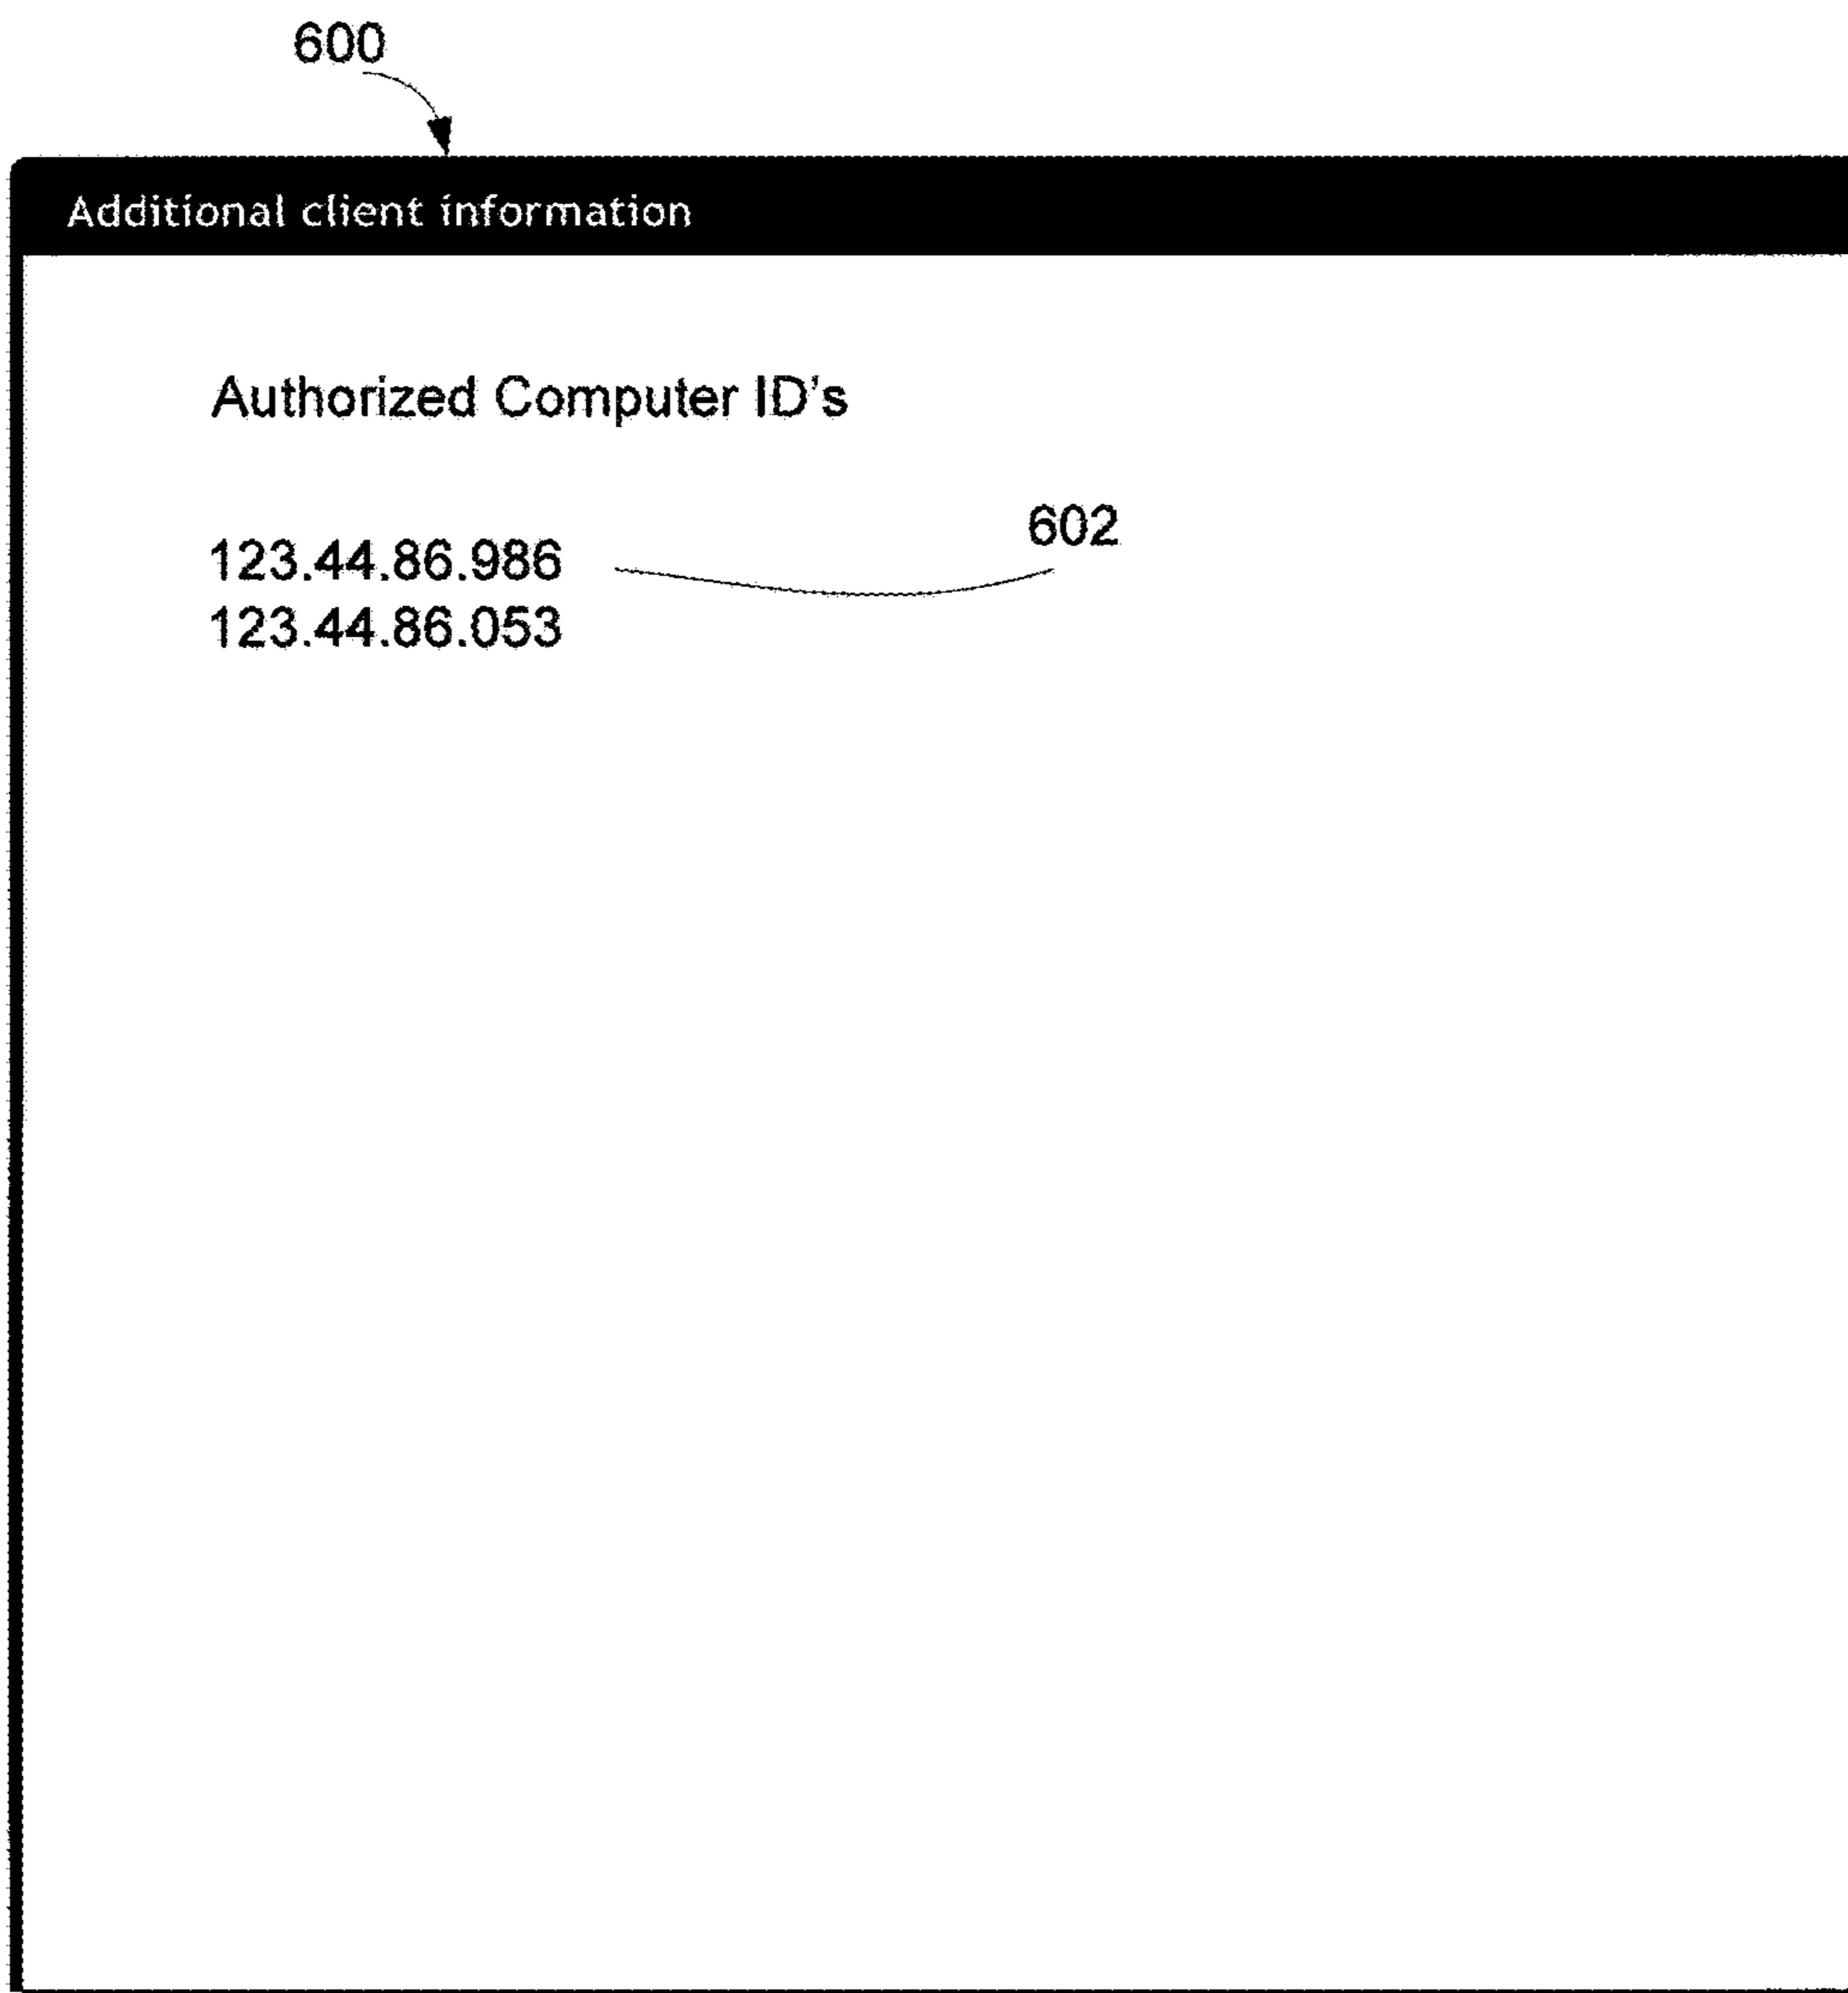 600
Additional client information
Authorized Computer ID's
602
123.44.86.986
123.44.86.053